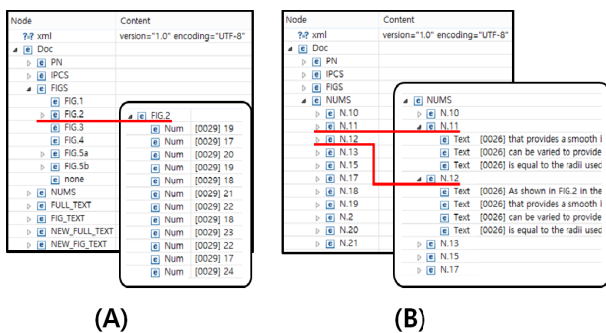 Node Content
?-? xml version="1.0" encoding="UTF-8"
e Doc
e PN
e IPCS
e FIGS
e FIG.1
e FIG.2
e FIG.3
e FIG.4
e FIG.5a
e FIG.5b
e none
e NUMS
e FULL_TEXT
e FIG_TEXT
e NEW_FULL_TEXT
e NEW_FIG_TEXT
e FIG.2
e Num [0029] 19
e Num [0029] 17
e Num [0029] 20
e Num [0029] 19
e Num [0029] 18
e Num [0029] 21
e Num [0029] 22
e Num [0029] 18
e Num [0029] 23
e Num [0029] 22
e Num [0029] 17
e Num [0029] 24
(A)
Node Content
?-? xml version="1.0" encoding="UTF-8"
e Doc
e PN
e IPCS
e FIGS
e NUMS
e N.10
e N.11
e N.12
e N.13
e N.15
e N.17
e N.18
e N.19
e N.2
e N.20
e N.21
e NUMS
e N.10
e N.11
e Text [0026] that provides a smooth i
e Text [0026] can be varied to provide
e Text [0026] is equal to the radii used
e N.12
e Text [0026] As shown in FIG.2 in the
e Text [0026] that provides a smooth i
e Text [0026] can be varied to provide
e Text [0026] is equal to the radii used
e N.13
e N.15
e N.17
(B)